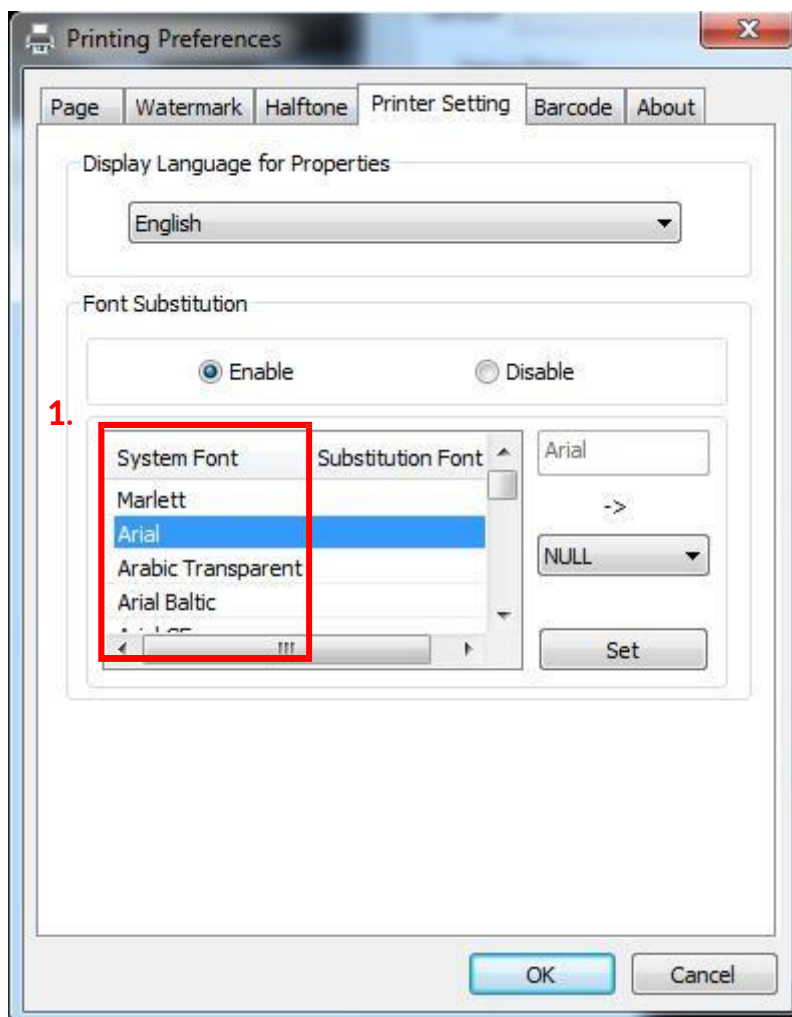 Printing Preferences
Page Watermark Halftone Printer Setting Barcode About
Display Language for Properties
English
Font Substitution
Enable Disable
1.
System Font Substitution Font Arial
Marlett
->
Arial
Arabic Transparent NULL
Arial Baltic
Set
OK Cancel